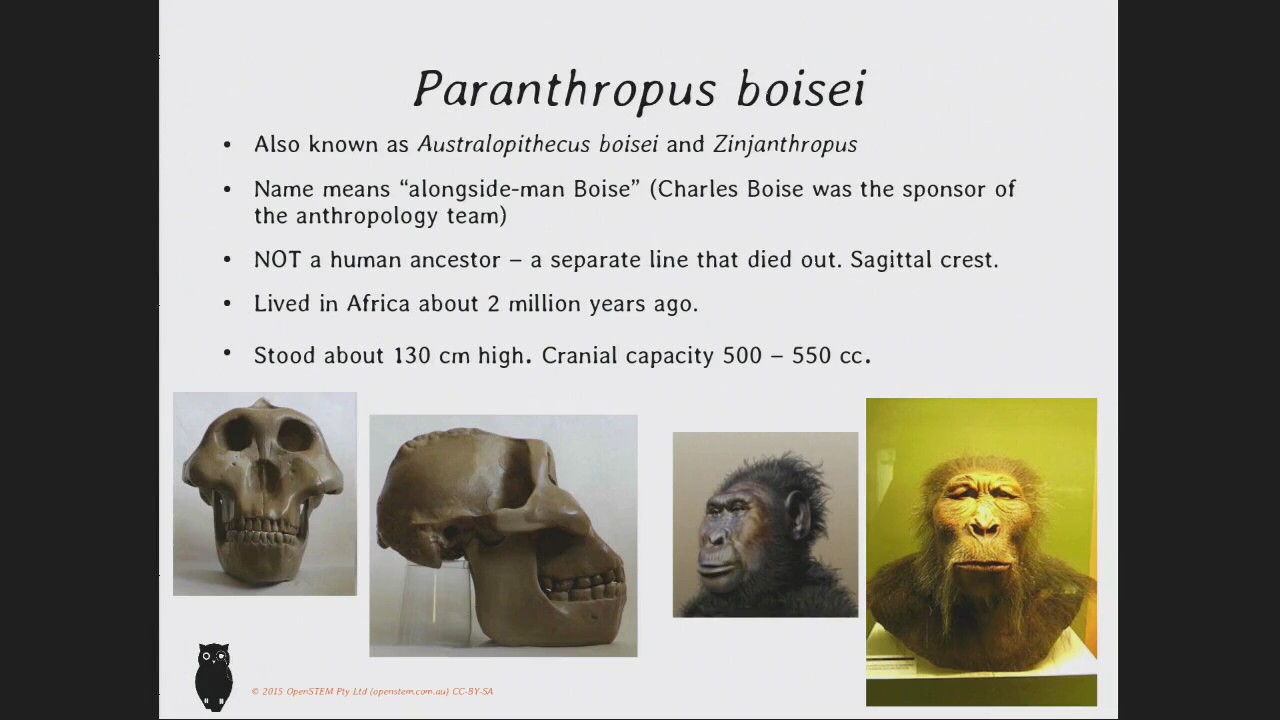 Paranthropus boisei
• Also known as Australopithecus boisei and Zinjanthropus
• Name means “alongside-man Boise” (Charles Boise was the sponsor of
the anthropology team)
• NOT a human ancestor – a separate line that died out. Sagittal crest.
• Lived in Africa about 2 million years ago.
• Stood about 130 cm high. Cranial capacity 500 – 550 cc.
© 2015 OpenSTEM Pty Ltd (openstem.com.au) CC-BY-SA